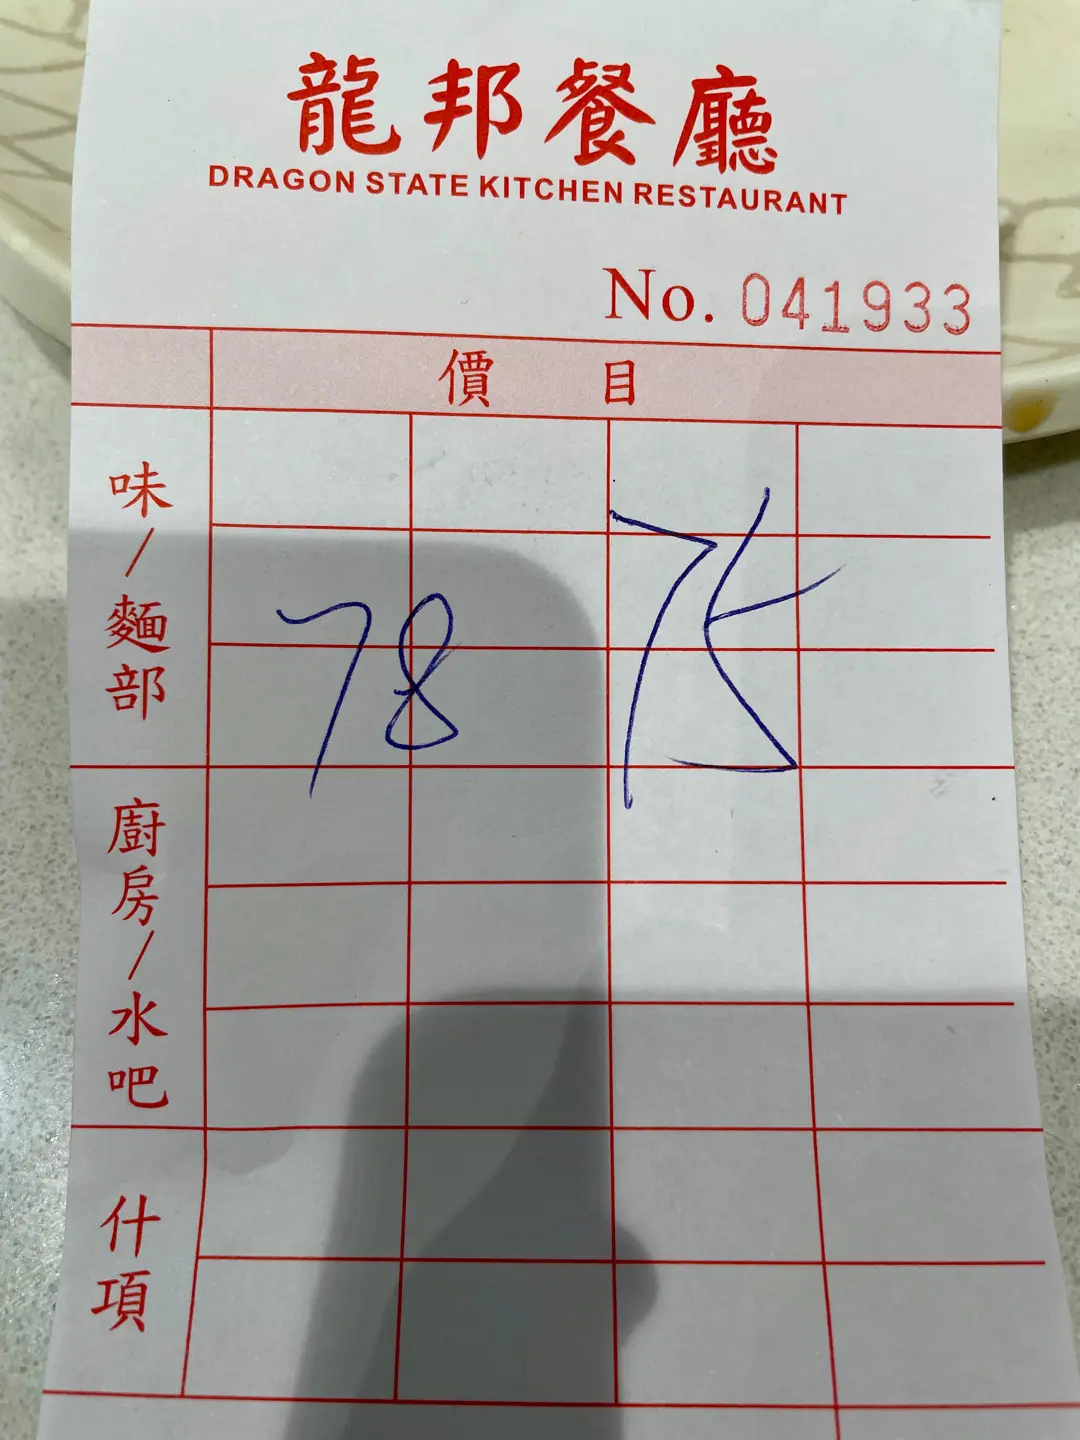 龍邦餐廳
DRAGON STATE KITCHEN RESTAURANT
No. 041933
價目
味/麵部
78 75
廚房/水吧
什項